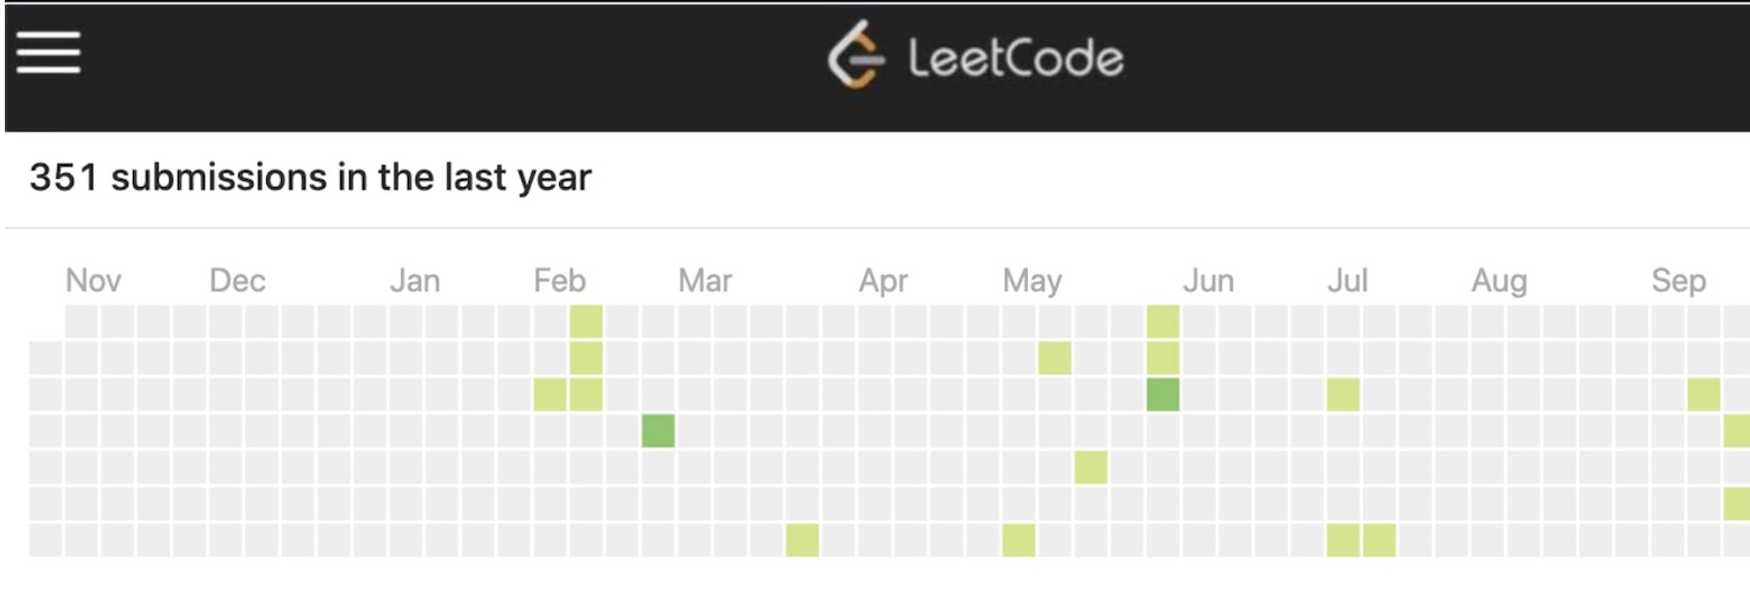 LeetCode
351 submissions in the last year
Nov Dec Jan Feb Mar Apr May Jun Jul Aug Sep